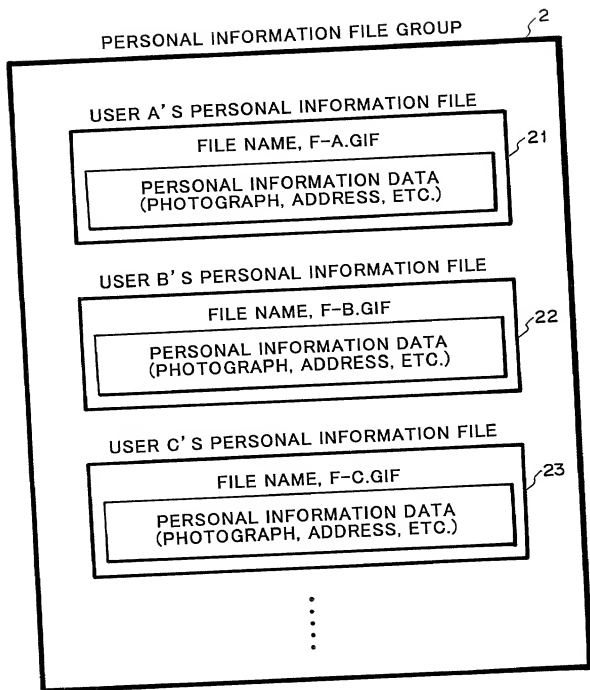 2
PERSONAL INFORMATION FILE GROUP
USER A'S PERSONAL INFORMATION FILE
FILE NAME, F-A.GIF
21
PERSONAL INFORMATION DATA
(PHOTOGRAPH, ADDRESS, ETC.)
USER B'S PERSONAL INFORMATION FILE
FILE NAME, F-B.GIF
22
PERSONAL INFORMATION DATA
(PHOTOGRAPH, ADDRESS, ETC.)
USER C'S PERSONAL INFORMATION FILE
FILE NAME, F-C.GIF
23
PERSONAL INFORMATION DATA
(PHOTOGRAPH, ADDRESS, ETC.)